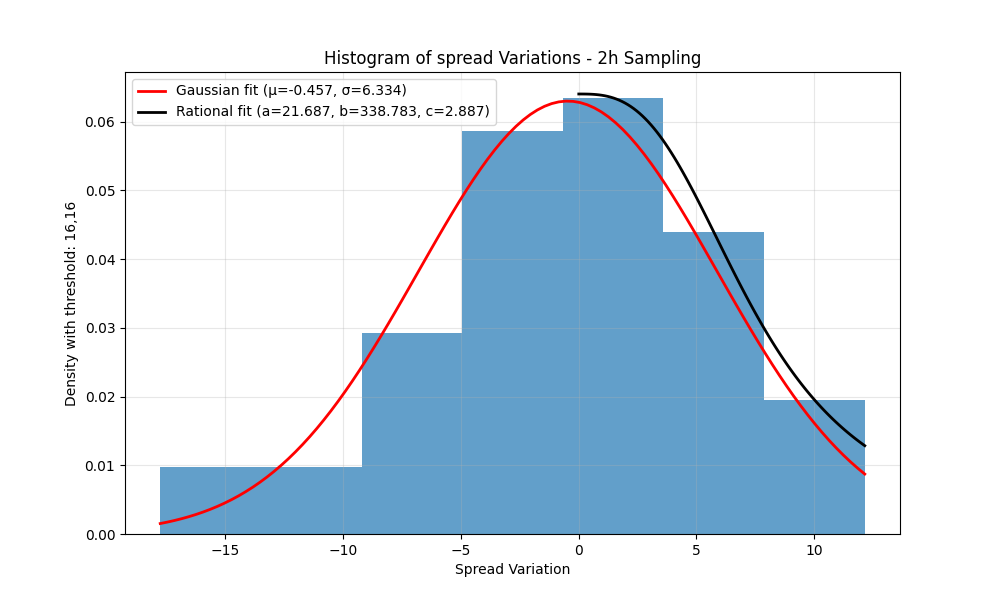 Histogram of spread Variations - 2h Sampling
Gaussian fit (μ=-0.457, σ=6.334)
Rational fit (a=21.687, b=338.783, c=2.887)
Density with threshold: 16,16
0.06
0.05
0.04
0.03
0.02
0.01
0.00
−15 −10 −5 0 5 10
Spread Variation